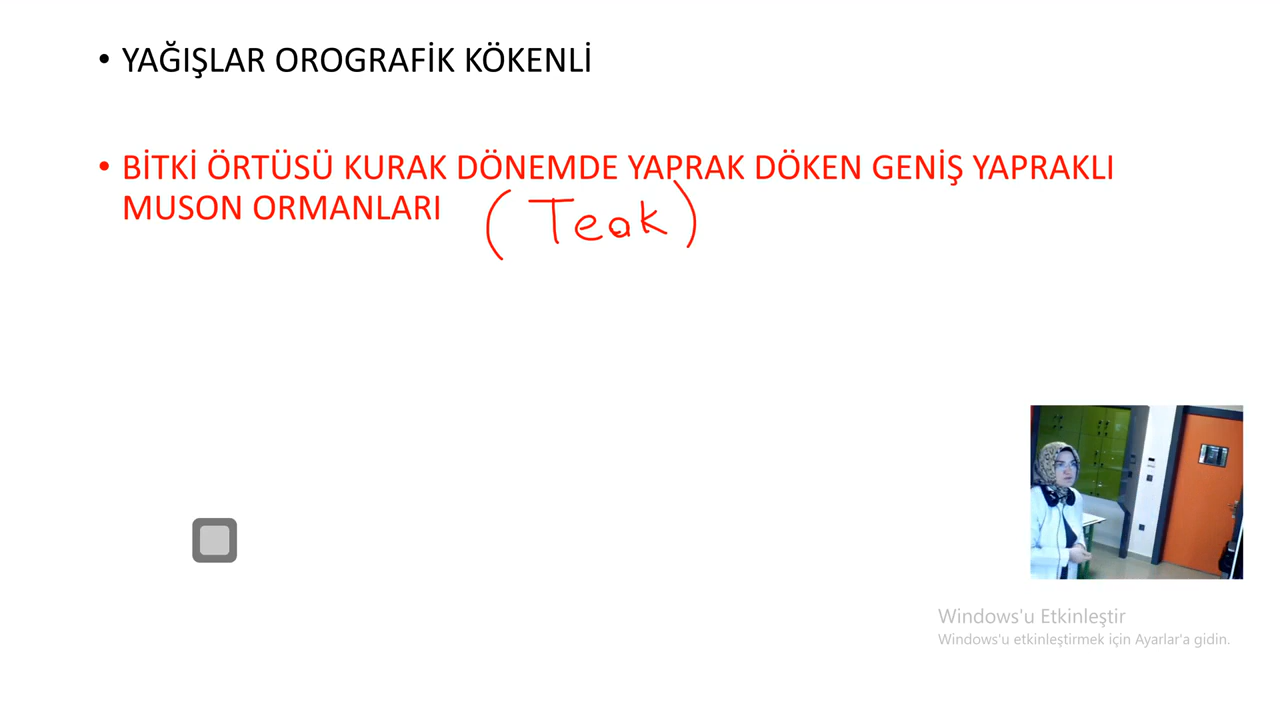 • YAĞIŞLAR OROGRAFİK KÖKENLİ
• BİTKİ ÖRTÜSÜ KURAK DÖNEMDE YAPRAK DÖKEN GENİŞ YAPRAKLI
MUSON ORMANLARI (Teak)
Windows'u Etkinleştir
Windows'u etkinleştirmek için Ayarlar'a gidin.